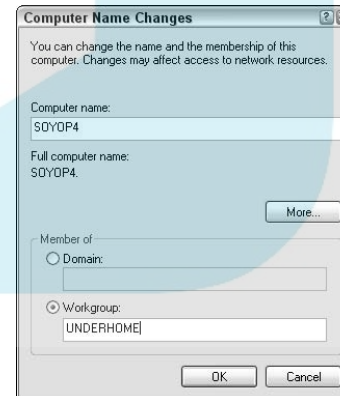 Computer Name Changes
You can change the name and the membership of this
computer. Changes may affect access to network resources.
Computer name:
SOYOP4
Full computer name:
SOYOP4.
More...
Member of
Domain:
Workgroup:
UNDERHOME
OK
Cancel